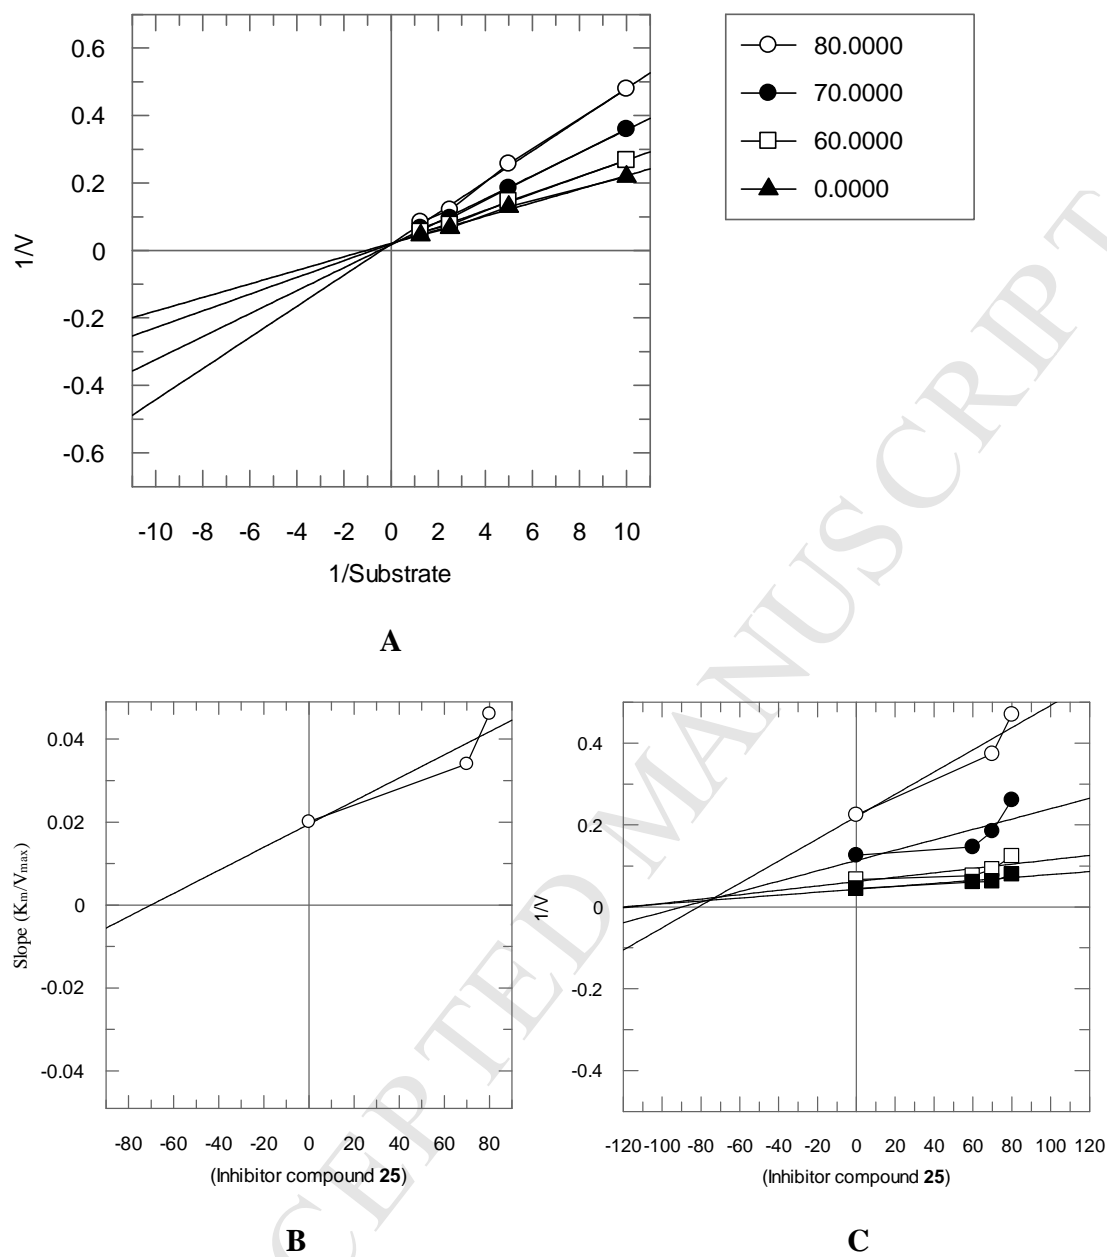 0.6
0.4
0.2
0
-0.2
-0.4
-0.6
1/V
-10 -8 -6 -4 -2 0 2 4 6 8 10
1/Substrate
80.0000
70.0000
60.0000
0.0000
A
0.04
0.02
0
-0.02
-0.04
Slope (Km/Vmax)
-80 -60 -40 -20 0 20 40 60 80
(Inhibitor compound 25)
B
0.4
0.2
0
-0.2
-0.4
1/V
-120 -100 -80 -60 -40 -20 0 20 40 60 80 100 120
(Inhibitor compound 25)
C
CEPTED MANUSCRIPT